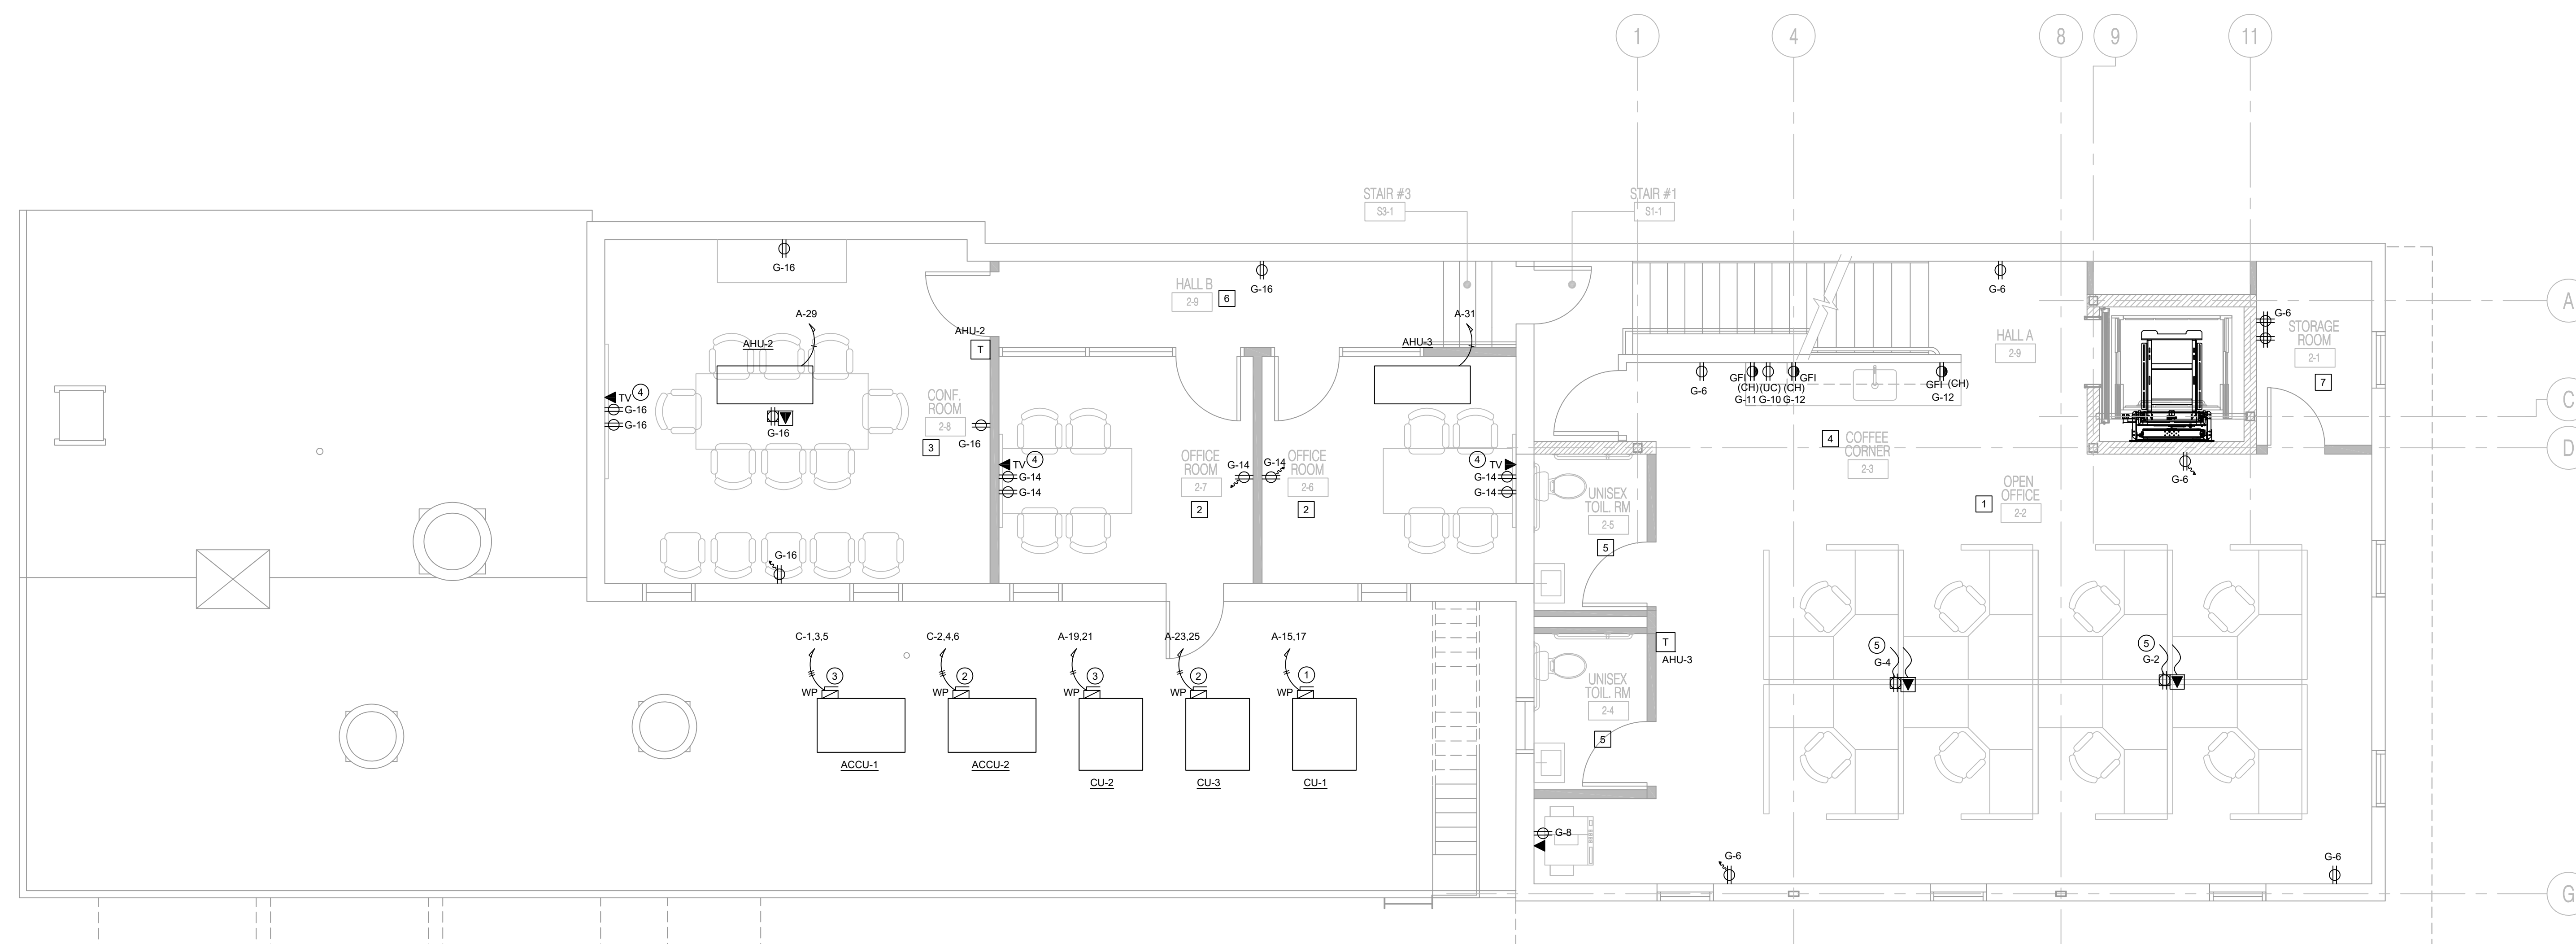 1
4
8
9
11
STAIR #3
S3-1
STAIR #1
S1-1
G-16
HALL B
2-9
6
G-16
G-6
A
A-29
AHU-2
AHU-2
T
A-31
AHU-3
HALL A
2-9
G-6
STORAGE
ROOM
2-1
7
TV
4
G-16
G-16
G-16
CONF.
ROOM
2-8
3
G-16
G-6
GFI
(CH)
G-11
(UC)
G-10
GFI
(CH)
G-12
GFI
(CH)
G-12
C
4
COFFEE
CORNER
2-3
D
TV
4
G-14
G-14
OFFICE
ROOM
2-7
2
G-14
G-14
OFFICE
ROOM
2-6
2
4
TV
G-14
G-14
UNISEX
TOIL. RM
2-5
5
1
OPEN
OFFICE
2-2
G-6
G-16
C-1,3,5
C-2,4,6
A-19,21
A-23,25
A-15,17
WP
3
WP
2
WP
3
WP
2
WP
1
T
AHU-3
UNISEX
TOIL. RM
2-4
5
5
G-4
5
G-2
ACCU-1
ACCU-2
CU-2
CU-3
CU-1
G-8
G-6
G-6
G